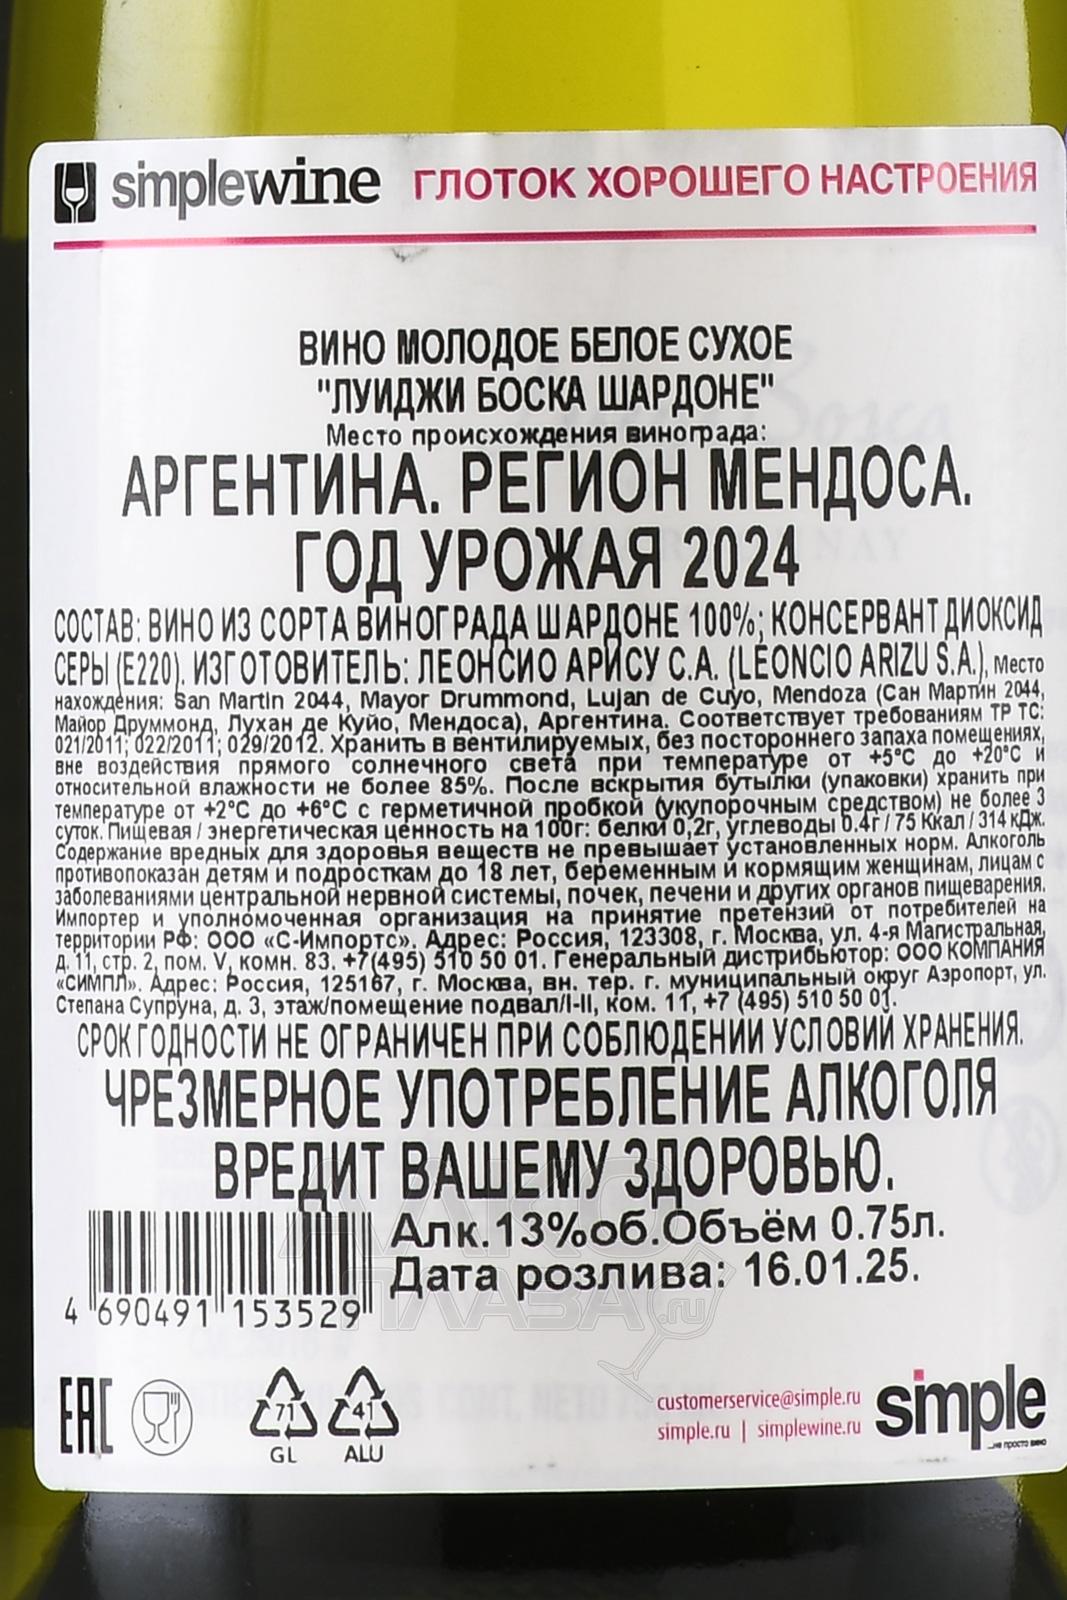 simplewine ГЛОТОК ХОРОШЕГО НАСТРОЕНИЯ
ВИНО МОЛОДОЕ БЕЛОЕ СУХОЕ
"ЛУИДЖИ БОСКА ШАРДОНЕ"
Место происхождения винограда:
АРГЕНТИНА. РЕГИОН МЕНДОСА.
ГОД УРОЖАЯ 2024
СОСТАВ: ВИНО ИЗ СОРТА ВИНОГРАДА ШАРДОНЕ 100%; КОНСЕРВАНТ ДИОКСИД
СЕРЫ (E220). ИЗГОТОВИТЕЛЬ: ЛЕОНСИО АРИСУ С.А. (LEONCIO ARIZU S.A.), Место
нахождения: San Martin 2044, Mayor Drummond, Lujan de Cuyo, Mendoza (Сан Мартин 2044,
Майор Друммонд, Лухан де Куйо, Мендоса), Аргентина. Соответствует требованиям ТР ТС:
021/2011; 022/2011; 029/2012. Хранить в вентилируемых, без постороннего запаха помещениях,
вне воздействия прямого солнечного света при температуре от +5°С до +20°С и
относительной влажности не более 85%. После вскрытия бутылки (упаковки) хранить при
температуре от +2°С до +6°С с герметичной пробкой (укупорочным средством) не более 3
суток. Пищевая / энергетическая ценность на 100г: белки 0,2г, углеводы 0.4г / 75 Ккал / 314 кДж.
Содержание вредных для здоровья веществ не превышает установленных норм. Алкоголь
противопоказан детям и подросткам до 18 лет, беременным и кормящим женщинам, лицам с
заболеваниями центральной нервной системы, почек, печени и других органов пищеварения.
Импортер и уполномоченная организация на принятие претензий от потребителей на
территории РФ: ООО «С-Импортс». Адрес: Россия, 123308, г. Москва, ул. 4-я Магистральная,
д. 11, стр. 2, пом. V, комн. 83. +7(495) 510 50 01. Генеральный дистрибьютор: ООО КОМПАНИЯ
«СИМПЛ». Адрес: Россия, 125167, г. Москва, вн. тер. г. муниципальный округ Аэропорт, ул.
Степана Супруна, д. 3, этаж/помещение подвал/I-II, ком. 11, +7 (495) 510 50 01.
СРОК ГОДНОСТИ НЕ ОГРАНИЧЕН ПРИ СОБЛЮДЕНИИ УСЛОВИЙ ХРАНЕНИЯ.
ЧРЕЗМЕРНОЕ УПОТРЕБЛЕНИЕ АЛКОГОЛЯ
ВРЕДИТ ВАШЕМУ ЗДОРОВЬЮ.
Алк.13%об.Объём 0.75л.
Дата розлива: 16.01.25.
4 690491 153529
АЛКО
ПЛАЗА.ru
EAC
71
GL
41
ALU
customerservice@simple.ru
simple.ru | simplewine.ru
simple
...не просто вино